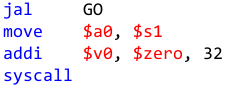 jal GO
move $a0, $s1
addi $v0, $zero, 32
syscall